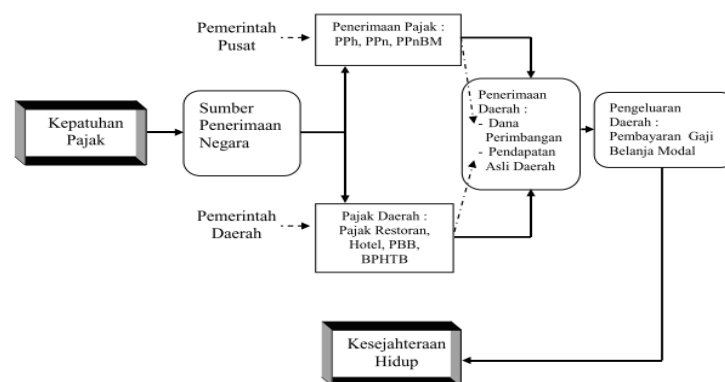 Pemerintah
Pusat
Penerimaan Pajak :
PPh, PPn, PPnBM
Kepatuhan
Pajak
Sumber
Penerimaan
Negara
Penerimaan
Daerah :
- Dana
Perimbangan
- Pendapatan
Asli Daerah
Pengeluaran
Daerah :
Pembayaran Gaji
Belanja Modal
Pemerintah
Daerah
Pajak Daerah :
Pajak Restoran,
Hotel, PBB,
BPHTB
Kesejahteraan
Hidup